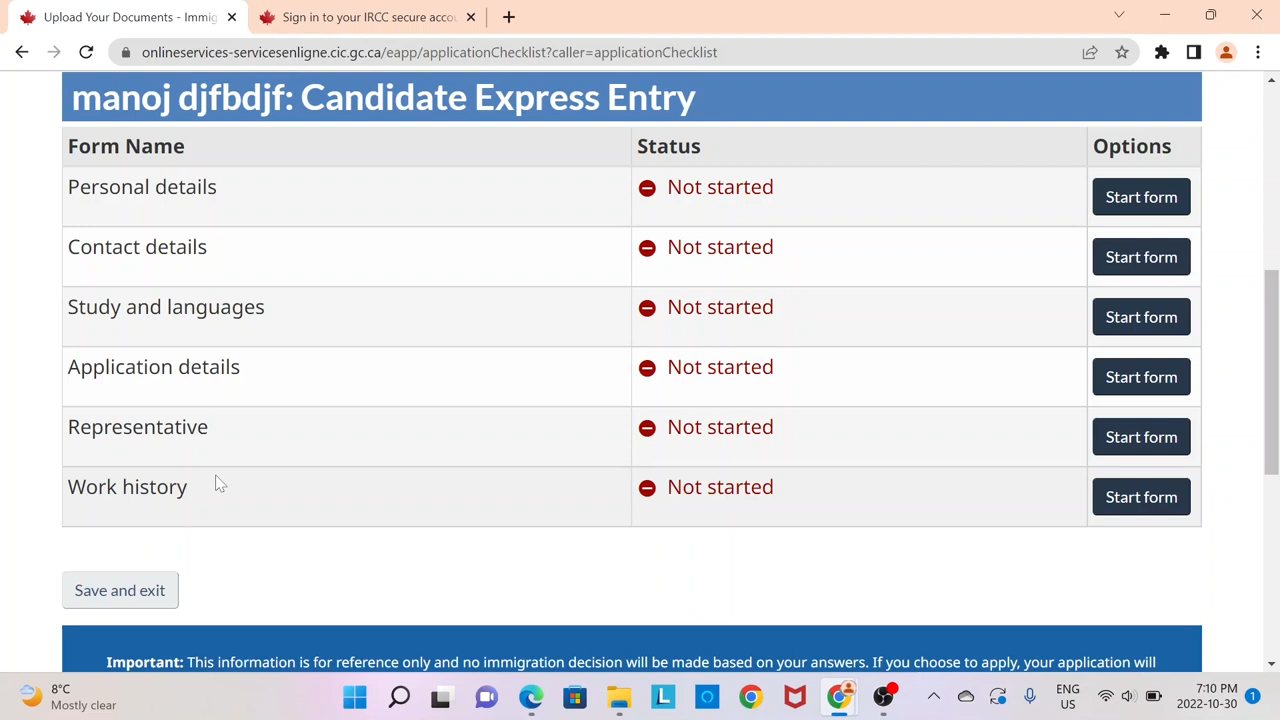 Upload Your Documents - Immig
Sign in to your IRCC secure accou
onlineservices-servicesenligne.cic.gc.ca/eapp/applicationChecklist?caller=applicationChecklist
manoj djfbdjf: Candidate Express Entry
Form Name Status Options
Personal details Not started Start form
Contact details Not started Start form
Study and languages Not started Start form
Application details Not started Start form
Representative Not started Start form
Work history Not started Start form
Save and exit
Important: This information is for reference only and no immigration decision will be made based on your answers. If you choose to apply, your application will
8°C
Mostly clear
ENG
US
7:10 PM
2022-10-30
1